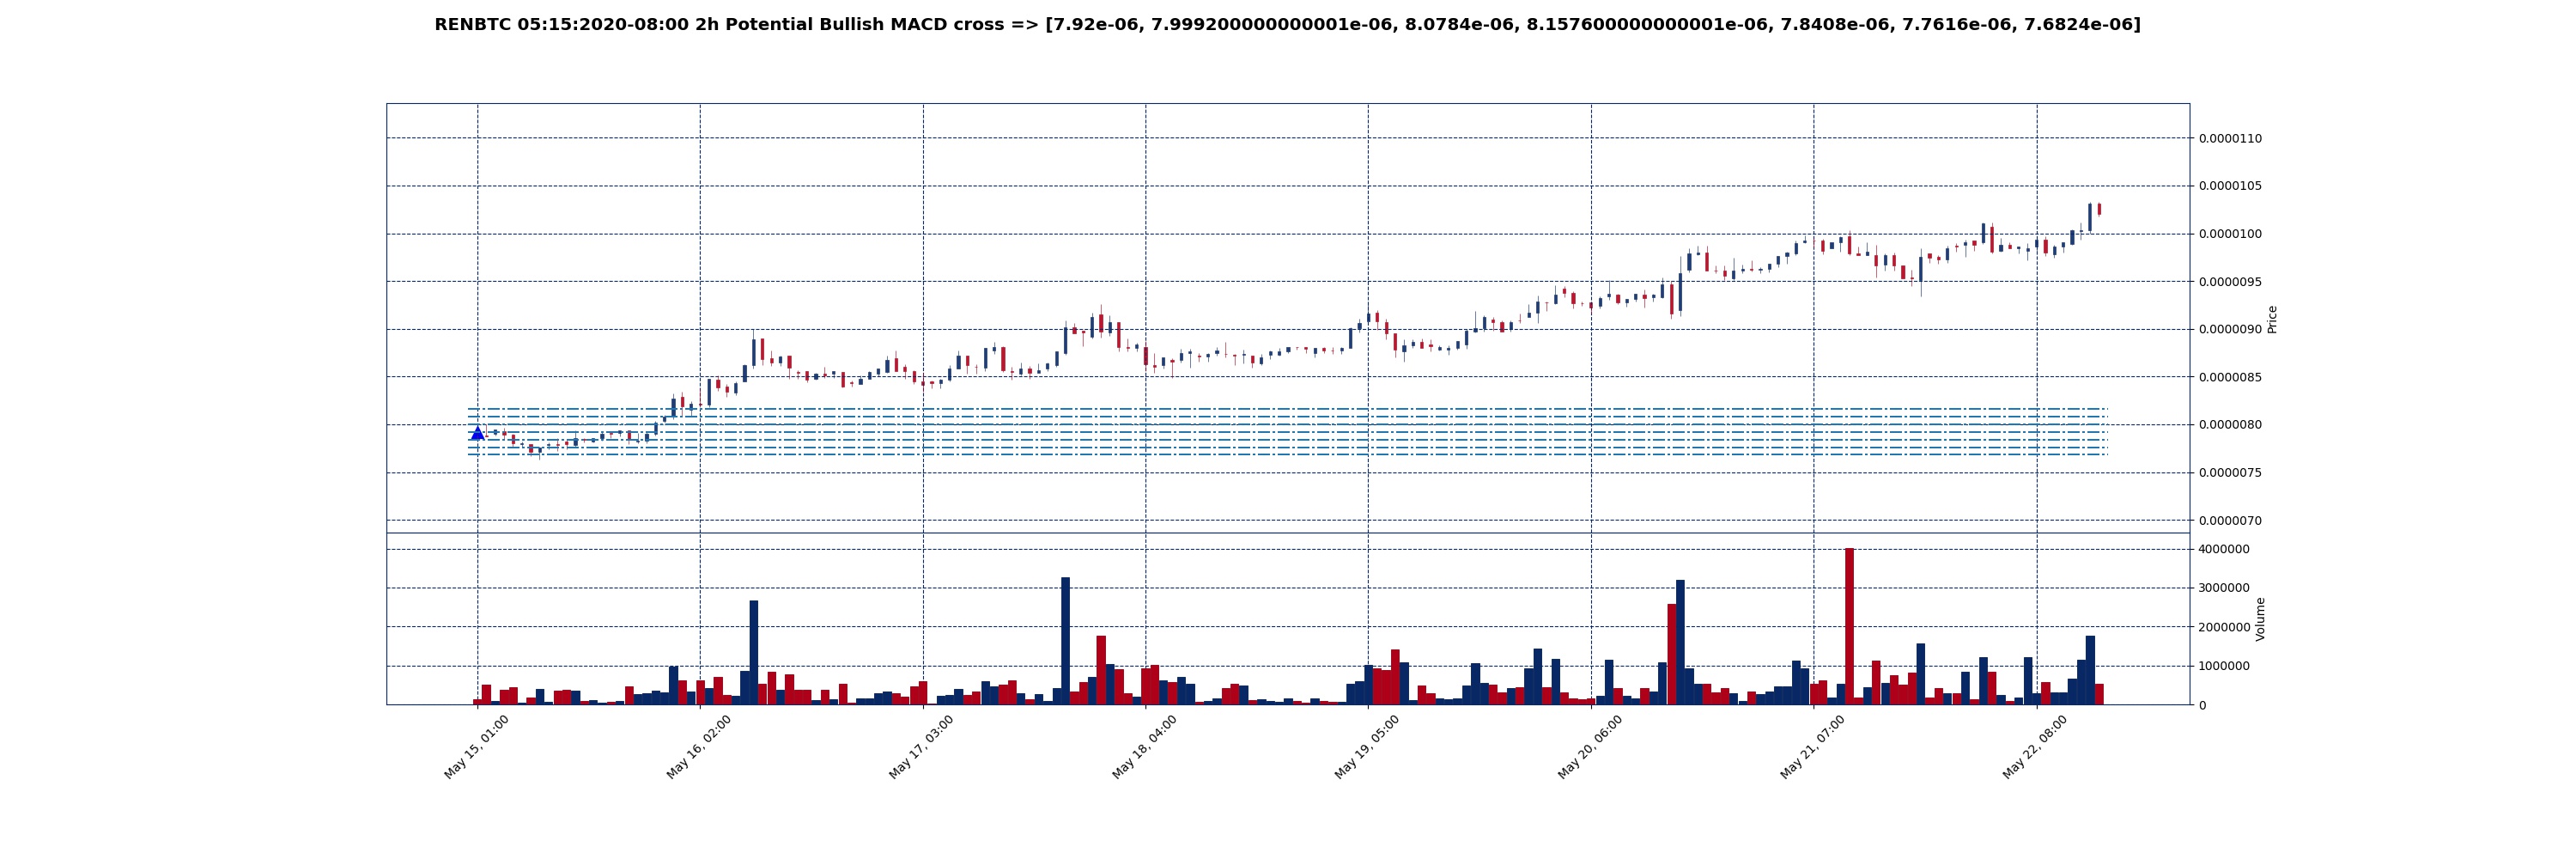 RENBTC 05:15:2020-08:00 2h Potential Bullish MACD cross => [7.92e-06, 7.999200000000001e-06, 8.0784e-06, 8.157600000000001e-06, 7.8408e-06, 7.7616e-06, 7.6824e-06]
0.0000110
0.0000105
0.0000100
0.0000095
0.0000090
0.0000085
0.0000080
0.0000075
0.0000070
Price
4000000
3000000
2000000
1000000
0
Volume
May 15, 01:00
May 16, 02:00
May 17, 03:00
May 18, 04:00
May 19, 05:00
May 20, 06:00
May 21, 07:00
May 22, 08:00